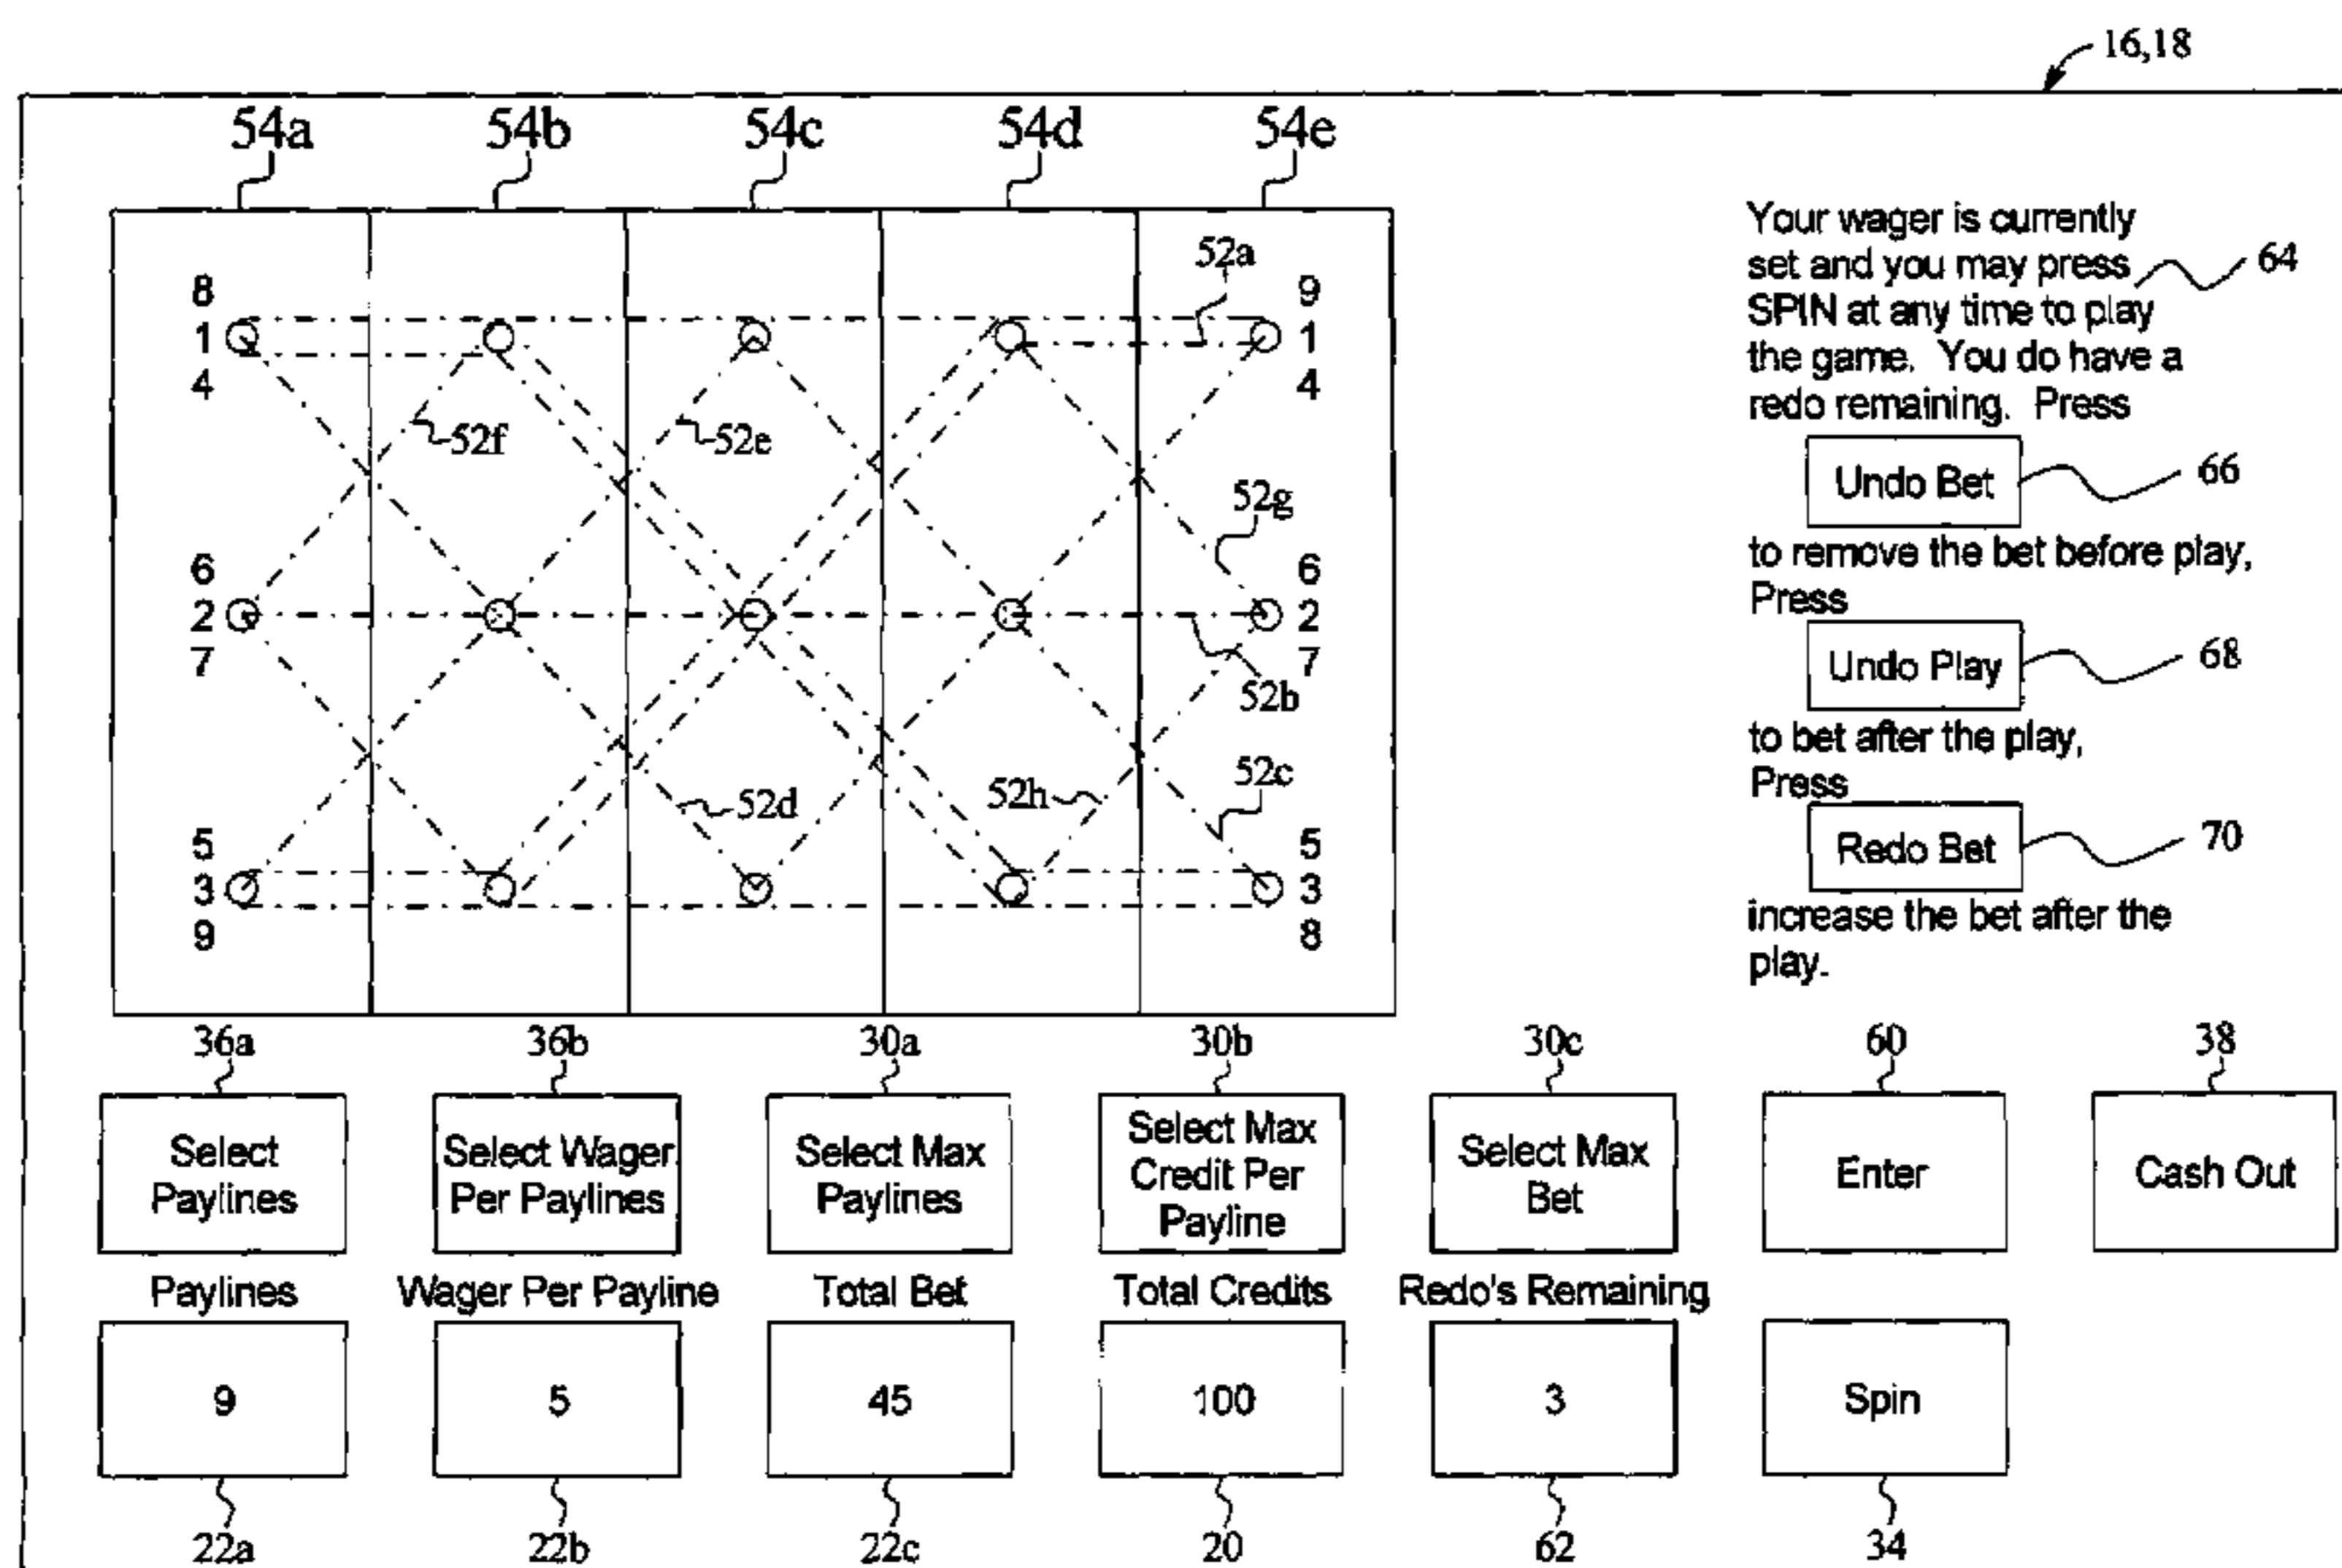 16,18
54a 54b 54c 54d 54e
52a
8 9
1 1
4 4
52f 52e
52g
6 6
2 2
7 7
52b
52d 52h 52c
5 5
3 3
9 8
Your wager is currently
set and you may press 64
SPIN at any time to play
the game. You do have a
redo remaining. Press
Undo Bet 66
to remove the bet before play,
Press
Undo Play 68
to bet after the play,
Press
Redo Bet 70
increase the bet after the
play.
36a 36b 30a 30b 30c 60 38
Select
Paylines
Select Wager
Per Paylines
Select Max
Paylines
Select Max
Credit Per
Payline
Select Max
Bet
Enter
Cash Out
Paylines Wager Per Payline Total Bet Total Credits Redo's Remaining
9 5 45 100 3 Spin
22a 22b 22c 20 62 34